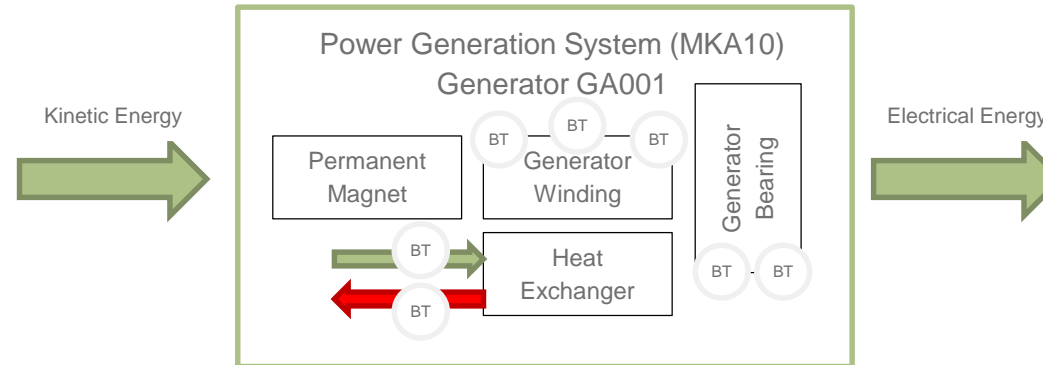 Power Generation System (MKA10)
Generator GA001
Kinetic Energy
Electrical Energy
BT
BT
BT
Permanent
Magnet
Generator
Winding
Generator
Bearing
BT
BT
BT
Heat
Exchanger
BT